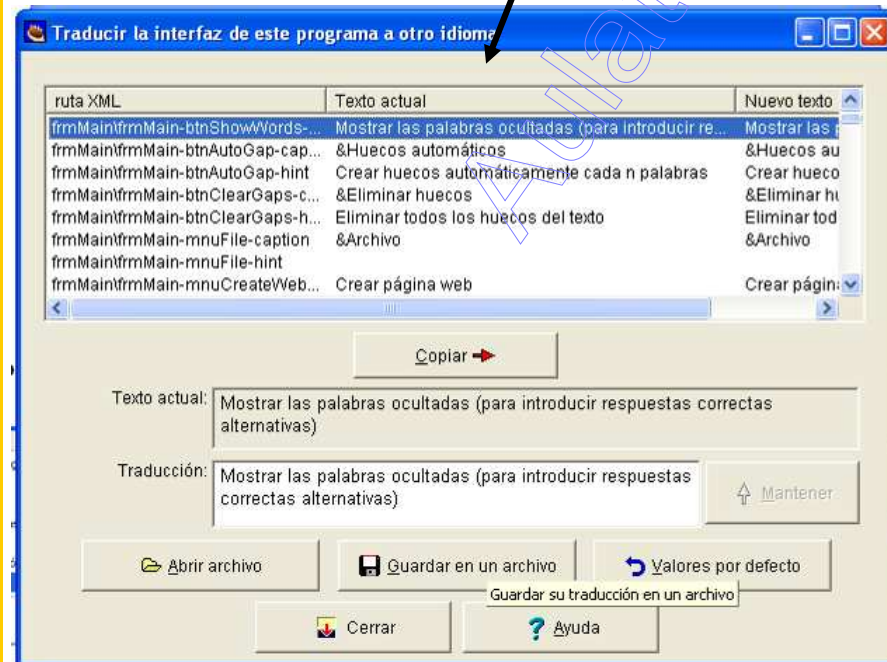 Traducir la interfaz de este programa a otro idioma
ruta XML Texto actual Nuevo texto
frmMain\frmMain-btnShowWords-... Mostrar las palabras ocultadas (para introducir re... Mostrar las p
frmMain\frmMain-btnAutoGap-cap... &Huecos automáticos &Huecos au
frmMain\frmMain-btnAutoGap-hint Crear huecos automáticamente cada n palabras Crear hueco
frmMain\frmMain-btnClearGaps-c... &Eliminar huecos &Eliminar hu
frmMain\frmMain-btnClearGaps-h... Eliminar todos los huecos del texto Eliminar tod
frmMain\frmMain-mnuFile-caption &Archivo &Archivo
frmMain\frmMain-mnuFile-hint
frmMain\frmMain-mnuCreateWeb... Crear página web Crear página
Copiar
Texto actual: Mostrar las palabras ocultadas (para introducir respuestas correctas
alternativas)
Traducción: Mostrar las palabras ocultadas (para introducir respuestas
correctas alternativas)
Mantener
Abrir archivo Guardar en un archivo Valores por defecto
Guardar su traducción en un archivo
Cerrar ? Ayuda